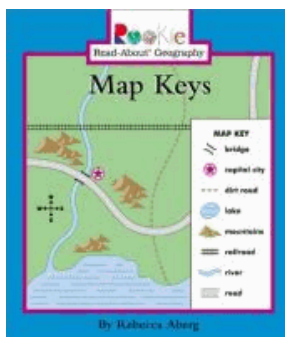 Rookie
Read-About® Geography
Map Keys
MAP KEY
bridge
capital city
dirt road
lake
mountains
railroad
river
road
By Rebecca Aberg